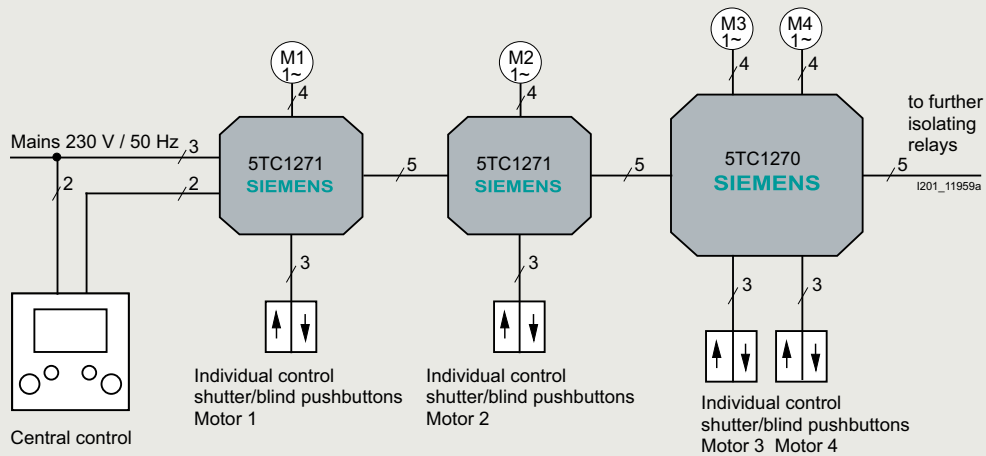 M1
1~
4
M2
1~
4
M3
1~
4
M4
1~
4
Mains 230 V / 50 Hz
3
2
2
5TC1271
SIEMENS
5
5TC1271
SIEMENS
5
5TC1270
SIEMENS
5
to further
isolating
relays
I201_11959a
3
3
3
3
Individual control
shutter/blind pushbuttons
Motor 1
Individual control
shutter/blind pushbuttons
Motor 2
Individual control
shutter/blind pushbuttons
Motor 3 Motor 4
Central control